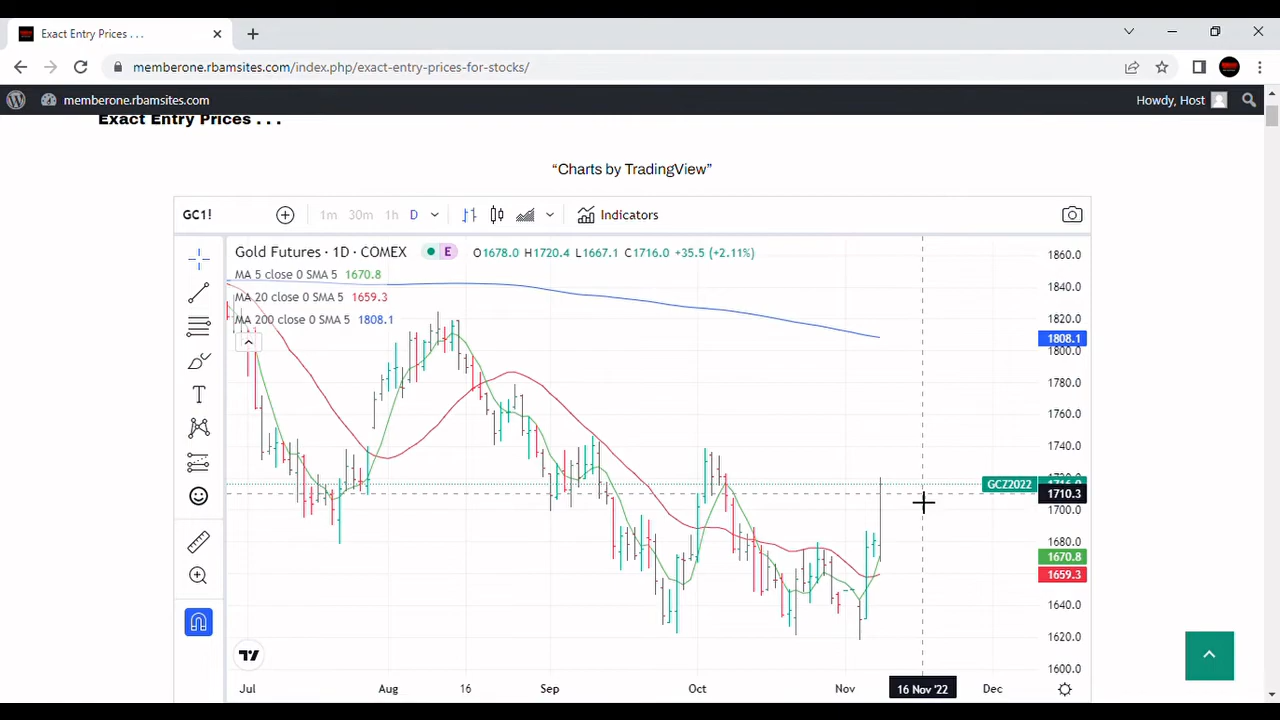 Exact Entry Prices . . .
memberone.rbamsites.com/index.php/exact-entry-prices-for-stocks/
memberone.rbamsites.com
Howdy, Host
Exact Entry Prices . . .
“Charts by TradingView”
GC1!
1m 30m 1h D
Indicators
Gold Futures · 1D · COMEX
E
O1678.0 H1720.4 L1667.1 C1716.0 +35.5 (+2.11%)
MA 5 close 0 SMA 5 1670.8
MA 20 close 0 SMA 5 1659.3
MA 200 close 0 SMA 5 1808.1
1860.0
1840.0
1820.0
1808.1
1800.0
1780.0
1760.0
1740.0
GCZ2022
1710.3
1700.0
1680.0
1670.8
1659.3
1640.0
1620.0
1600.0
T
Jul Aug 16 Sep Oct Nov 16 Nov '22 Dec